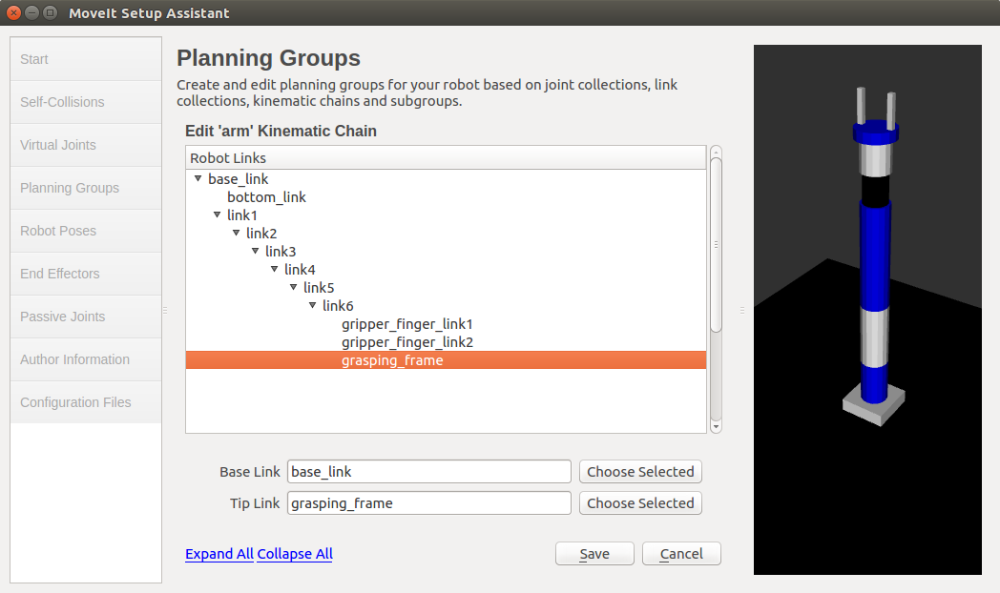 MoveIt Setup Assistant
Start
Self-Collisions
Virtual Joints
Planning Groups
Robot Poses
End Effectors
Passive Joints
Author Information
Configuration Files
Planning Groups
Create and edit planning groups for your robot based on joint collections, link
collections, kinematic chains and subgroups.
Edit 'arm' Kinematic Chain
Robot Links
base_link
bottom_link
link1
link2
link3
link4
link5
link6
gripper_finger_link1
gripper_finger_link2
grasping_frame
Base Link base_link Choose Selected
Tip Link grasping_frame Choose Selected
Expand All Collapse All Save Cancel